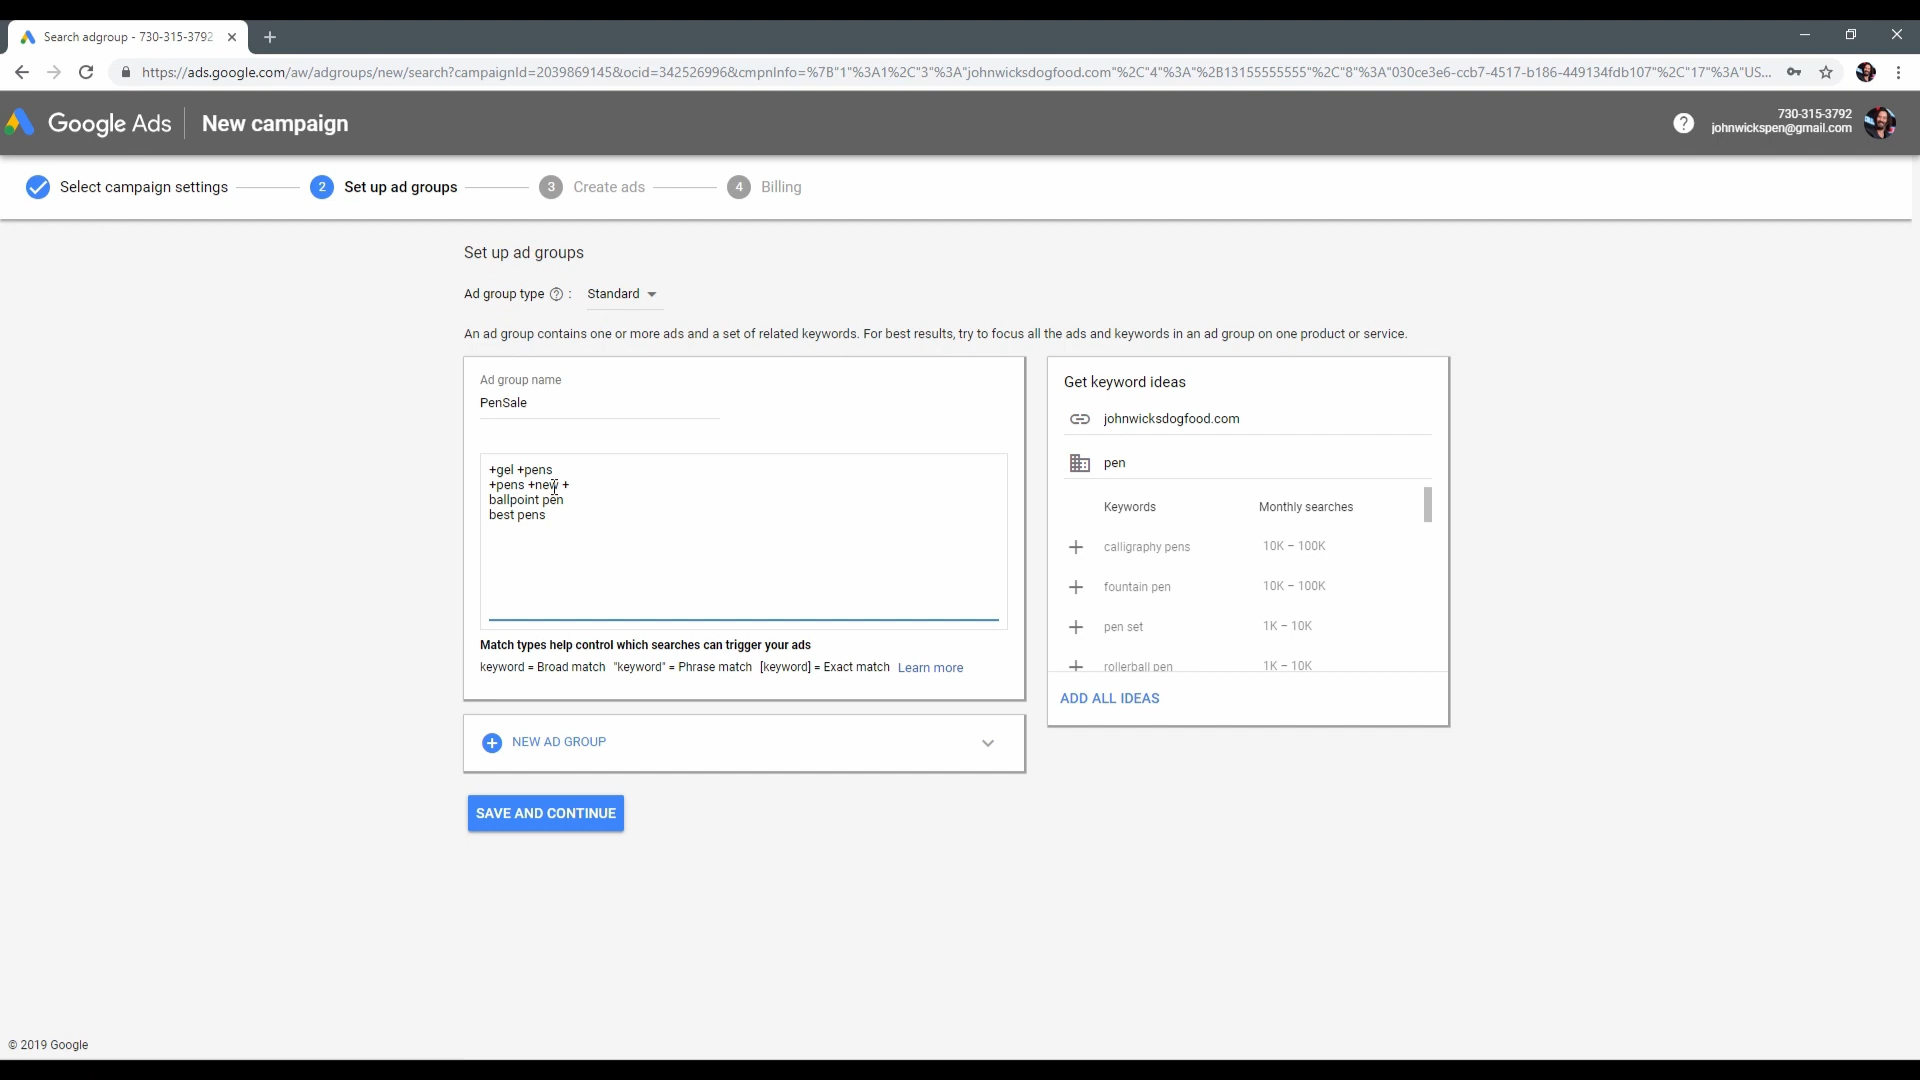 Search adgroup - 730-315-3792
https://ads.google.com/aw/adgroups/new/search?campaignId=2039869145&ocid=342526996&cmpnInfo=%7B"1"%3A1%2C"3"%3A"johnwicksdogfood.com"%2C"4"%3A"%2B13155555555"%2C"8"%3A"030ce3e6-ccb7-4517-b186-449134fdb107"%2C"17"%3A"US...
Google Ads New campaign
730-315-3792
johnwickspen@gmail.com
Select campaign settings 2 Set up ad groups 3 Create ads 4 Billing
Set up ad groups
Ad group type ? : Standard
An ad group contains one or more ads and a set of related keywords. For best results, try to focus all the ads and keywords in an ad group on one product or service.
Ad group name
PenSale
+gel +pens
+pens +new +
ballpoint pen
best pens
Match types help control which searches can trigger your ads
keyword = Broad match "keyword" = Phrase match [keyword] = Exact match Learn more
NEW AD GROUP
SAVE AND CONTINUE
Get keyword ideas
johnwicksdogfood.com
pen
Keywords Monthly searches
calligraphy pens 10K – 100K
fountain pen 10K – 100K
pen set 1K – 10K
rollerball pen 1K – 10K
ADD ALL IDEAS
© 2019 Google